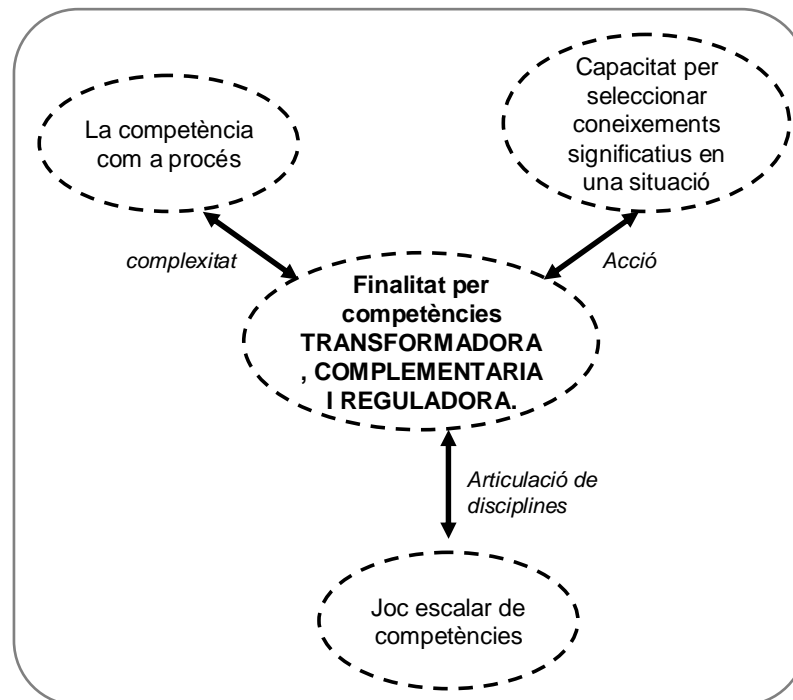 La competència
com a procés
Capacitat per
seleccionar
coneixements
significatius en
una situació
complexitat
Acció
Finalitat per
competències
TRANSFORMADORA
, COMPLEMENTARIA
I REGULADORA.
Articulació de
disciplines
Joc escalar de
competències